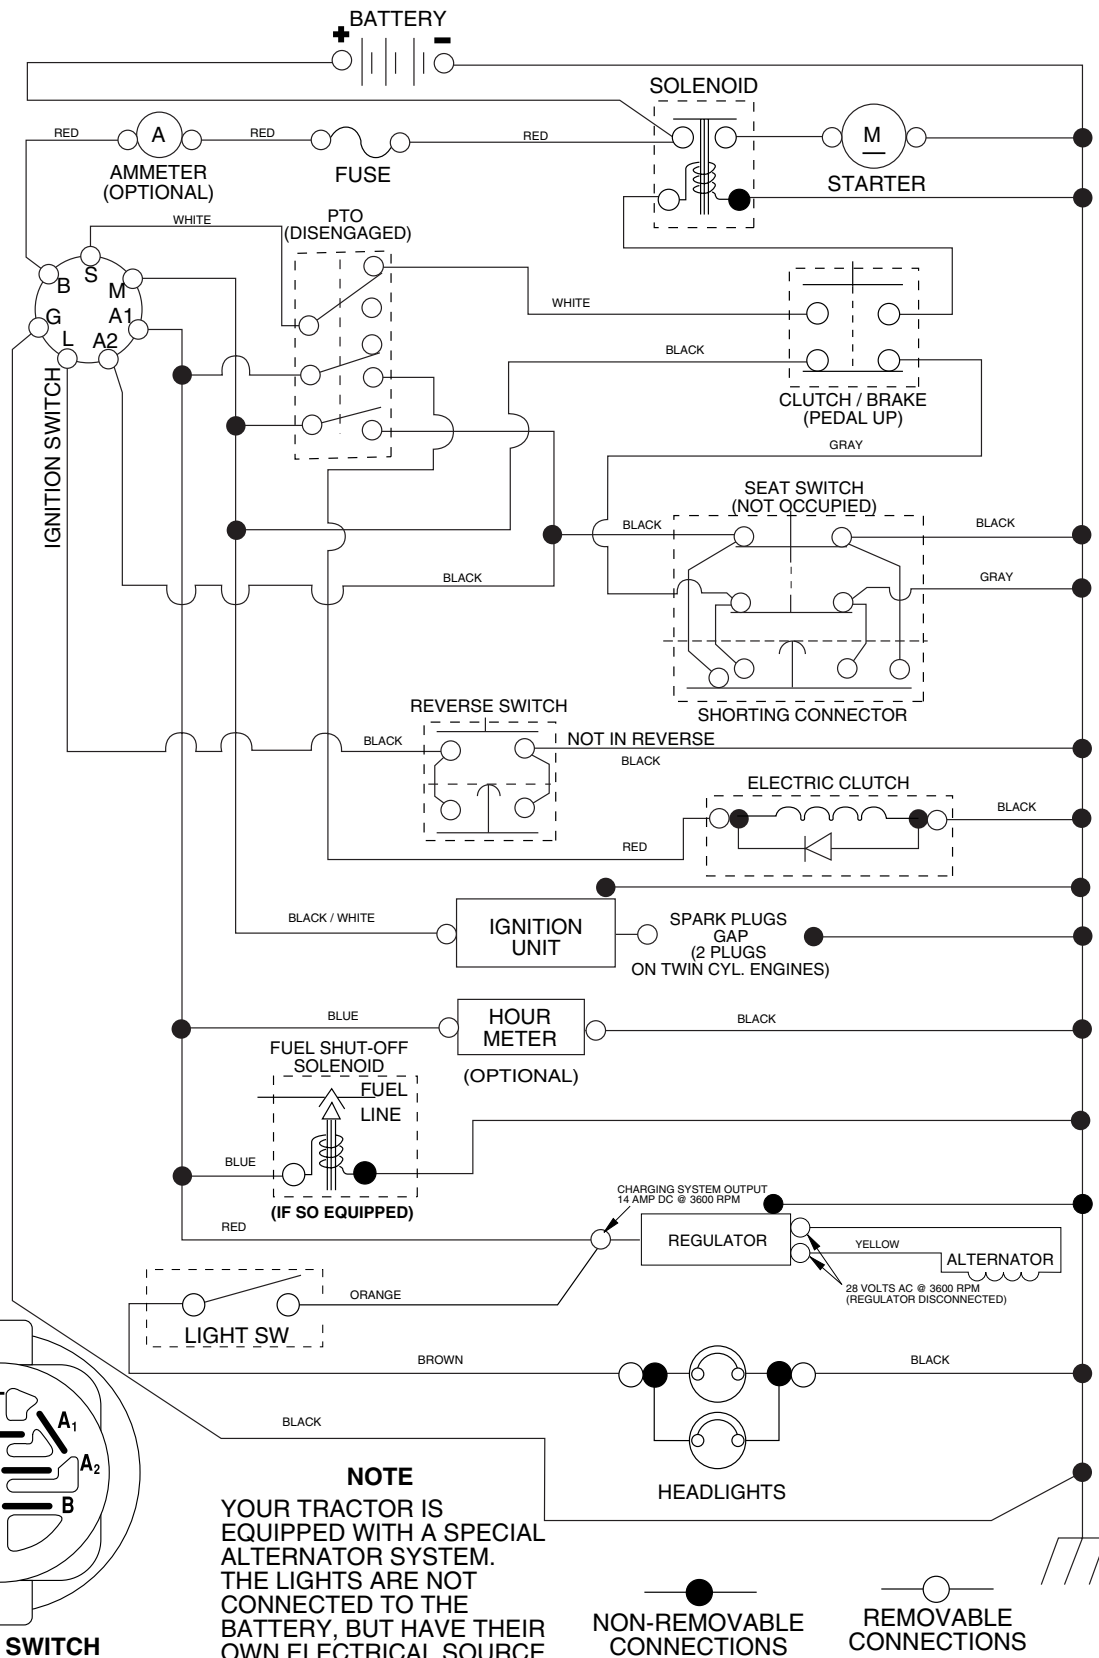 BATTERY
+
-
SOLENOID
RED
A
RED
RED
M
AMMETER
(OPTIONAL)
FUSE
STARTER
WHITE
PTO
(DISENGAGED)
B
S
M
G
A1
L
A2
IGNITION SWITCH
WHITE
BLACK
CLUTCH / BRAKE
(PEDAL UP)
GRAY
SEAT SWITCH
(NOT OCCUPIED)
BLACK
BLACK
BLACK
GRAY
SHORTING CONNECTOR
REVERSE SWITCH
BLACK
NOT IN REVERSE
BLACK
ELECTRIC CLUTCH
BLACK
RED
BLACK / WHITE
IGNITION
UNIT
SPARK PLUGS
GAP
(2 PLUGS
ON TWIN CYL. ENGINES)
BLUE
HOUR
METER
BLACK
(OPTIONAL)
FUEL SHUT-OFF
SOLENOID
FUEL
LINE
BLUE
(IF SO EQUIPPED)
CHARGING SYSTEM OUTPUT
14 AMP DC @ 3600 RPM
RED
REGULATOR
YELLOW
ALTERNATOR
28 VOLTS AC @ 3600 RPM
(REGULATOR DISCONNECTED)
ORANGE
LIGHT SW
BROWN
BLACK
BLACK
A1
A2
B
HEADLIGHTS
NOTE
YOUR TRACTOR IS
EQUIPPED WITH A SPECIAL
ALTERNATOR SYSTEM.
THE LIGHTS ARE NOT
CONNECTED TO THE
BATTERY, BUT HAVE THEIR
OWN ELECTRICAL SOURCE
NON-REMOVABLE
CONNECTIONS
REMOVABLE
CONNECTIONS
SWITCH